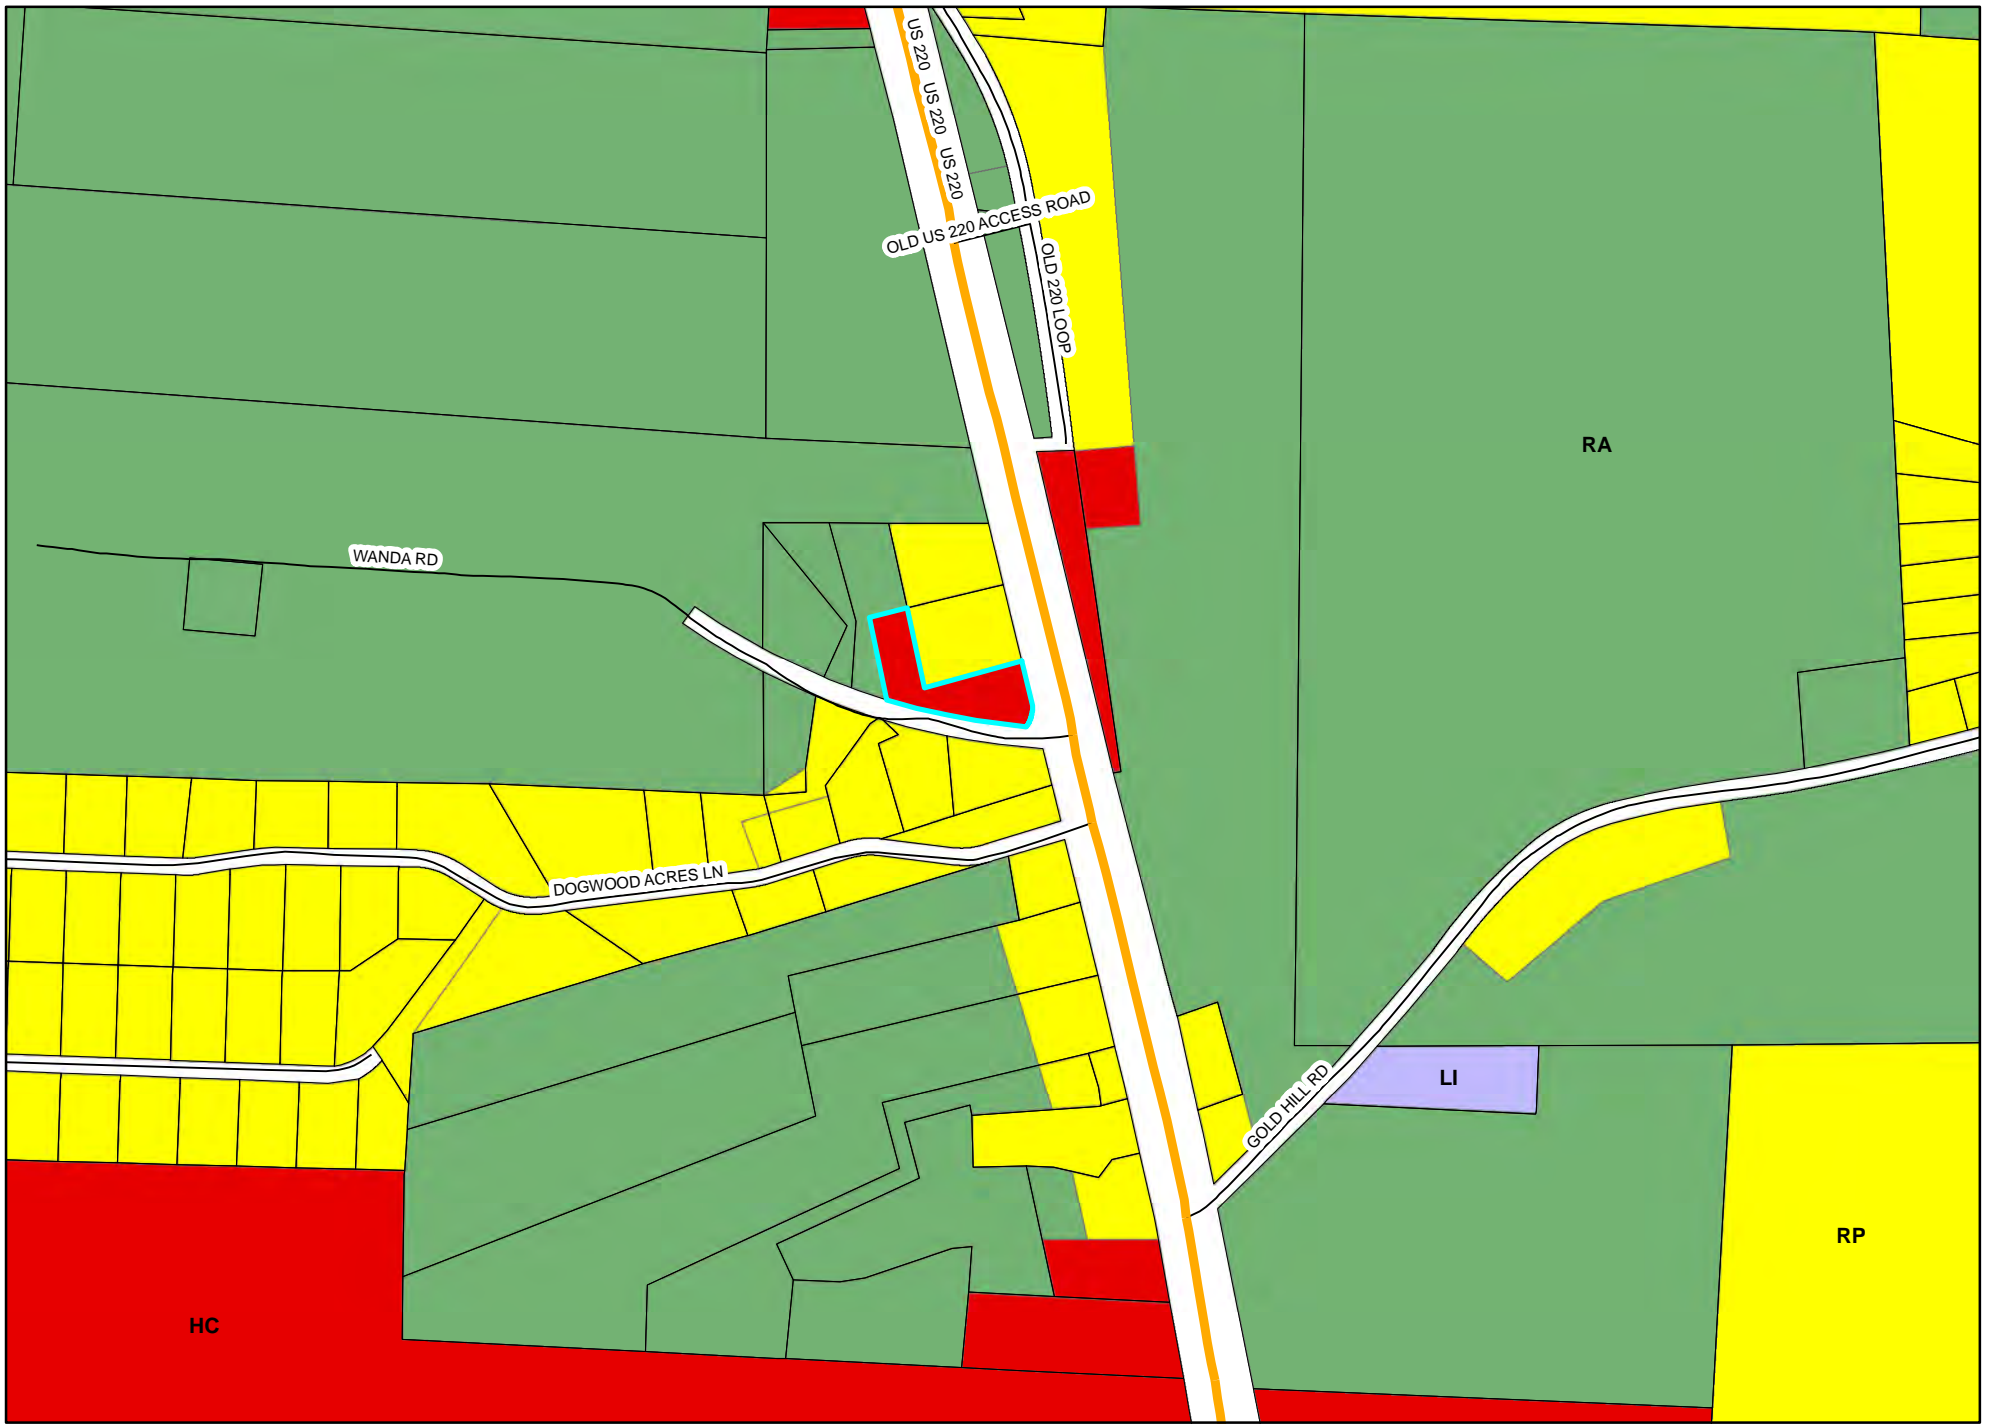 US 220
US 220
US 220
OLD US 220 ACCESS ROAD
OLD 220 LOOP
RA
WANDA RD
DOGWOOD ACRES LN
LI
GOLD HILL RD
RP
HC